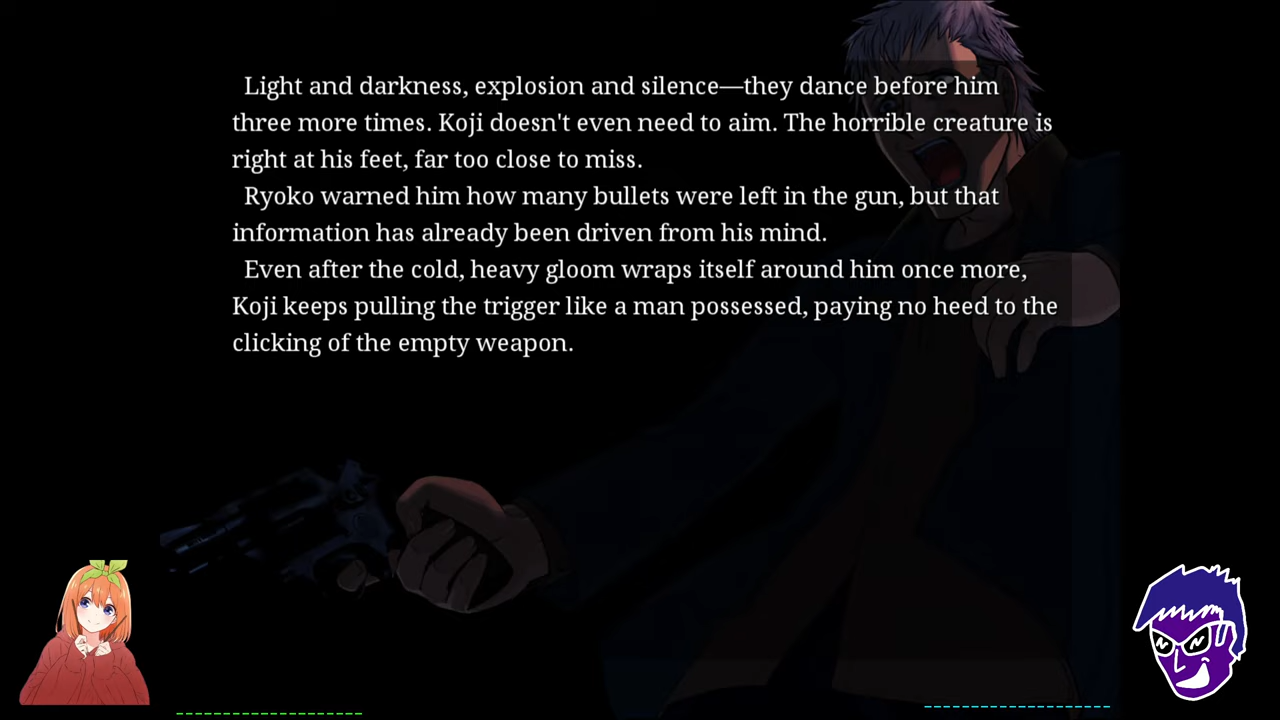 Light and darkness, explosion and silence—they dance before him
three more times. Koji doesn't even need to aim. The horrible creature is
right at his feet, far too close to miss.
Ryoko warned him how many bullets were left in the gun, but that
information has already been driven from his mind.
Even after the cold, heavy gloom wraps itself around him once more,
Koji keeps pulling the trigger like a man possessed, paying no heed to the
clicking of the empty weapon.